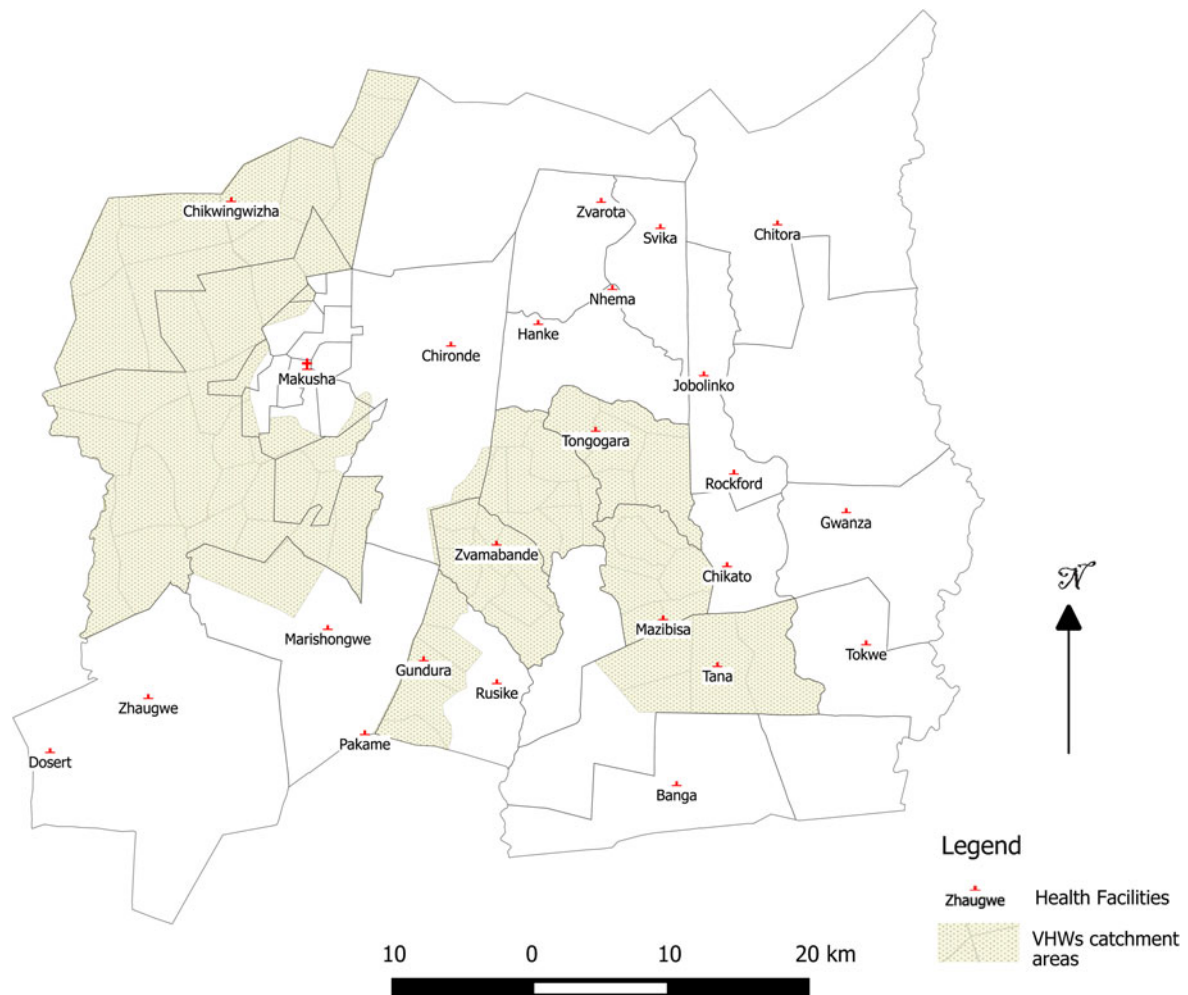 Chikwingwizha
Zvarota
Svika
Chitora
Nhema
Hanke
Chironde
Makusha
Jobolinko
Tongogara
Rockford
Gwanza
Zvamabande
Chikato
N
Marishongwe
Mazibisa
Tokwe
Gundura
Tana
Rusike
Zhaugwe
Pakame
Dosert
Banga
Legend
Zhaugwe
Health Facilities
VHWs catchment
areas
10 0 10 20 km